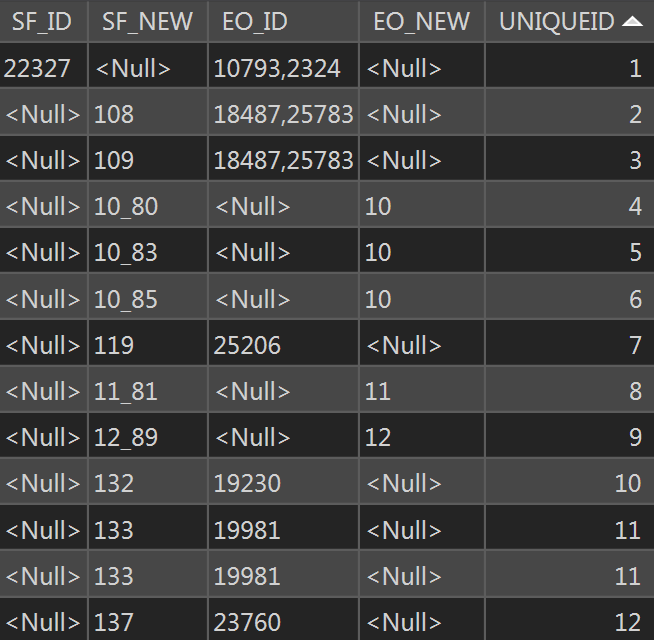 SF_ID SF_NEW EO_ID EO_NEW UNIQUEID
22327 <Null> 10793,2324 <Null> 1
<Null> 108 18487,25783 <Null> 2
<Null> 109 18487,25783 <Null> 3
<Null> 10_80 <Null> 10 4
<Null> 10_83 <Null> 10 5
<Null> 10_85 <Null> 10 6
<Null> 119 25206 <Null> 7
<Null> 11_81 <Null> 11 8
<Null> 12_89 <Null> 12 9
<Null> 132 19230 <Null> 10
<Null> 133 19981 <Null> 11
<Null> 133 19981 <Null> 11
<Null> 137 23760 <Null> 12